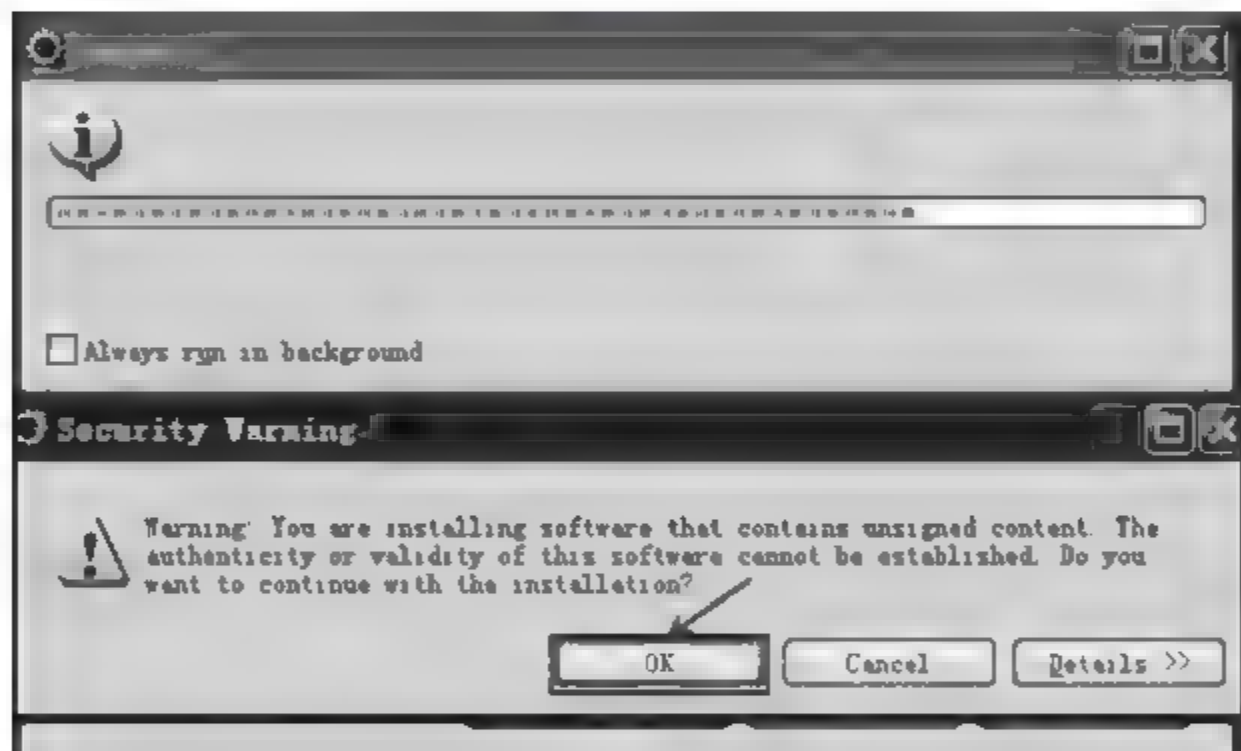 Always run in background
Security Warning
Warning: You are installing software that contains unsigned content. The
authenticity or validity of this software cannot be established. Do you
want to continue with the installation?
OK
Cancel
Details >>